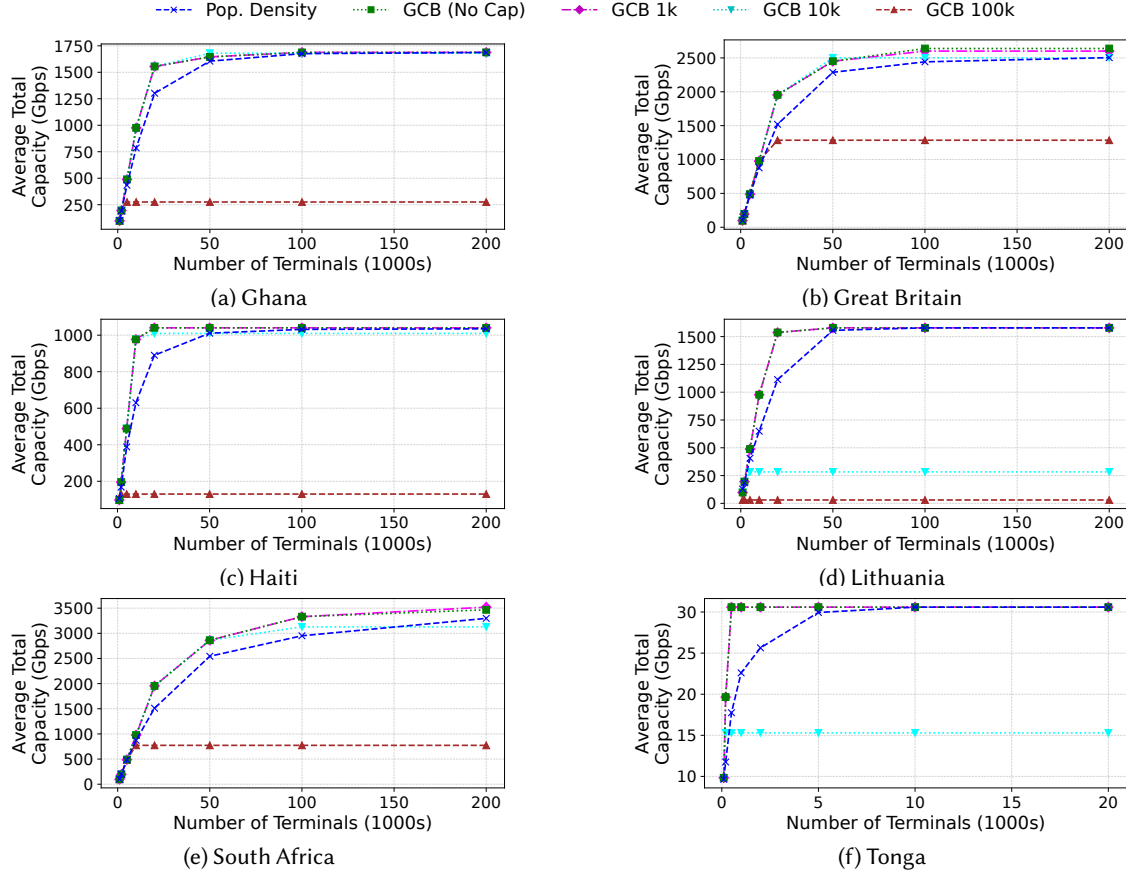 Pop. Density GCB (No Cap) GCB 1k GCB 10k GCB 100k
Average Total
Capacity (Gbps)
1750
1500
1250
1000
750
500
250
0 50 100 150 200
Number of Terminals (1000s)
(a) Ghana
Average Total
Capacity (Gbps)
2500
2000
1500
1000
500
0
0 50 100 150 200
Number of Terminals (1000s)
(b) Great Britain
Average Total
Capacity (Gbps)
1000
800
600
400
200
0 50 100 150 200
Number of Terminals (1000s)
(c) Haiti
Average Total
Capacity (Gbps)
1500
1250
1000
750
500
250
0
0 50 100 150 200
Number of Terminals (1000s)
(d) Lithuania
Average Total
Capacity (Gbps)
3500
3000
2500
2000
1500
1000
500
0
0 50 100 150 200
Number of Terminals (1000s)
(e) South Africa
Average Total
Capacity (Gbps)
30
25
20
15
10
0 5 10 15 20
Number of Terminals (1000s)
(f) Tonga